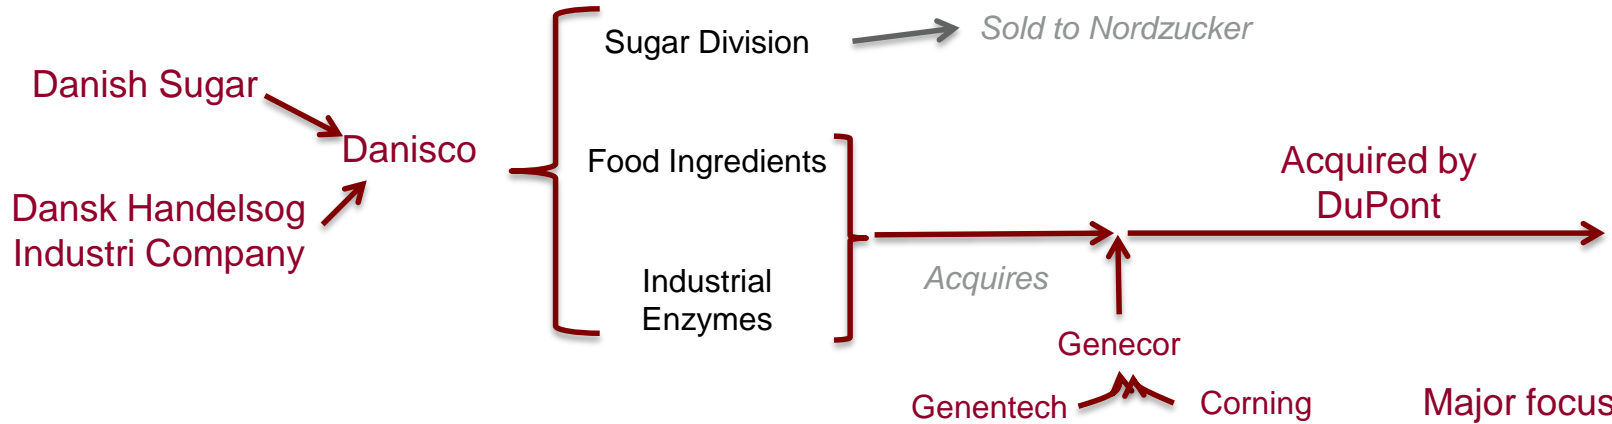 Danish Sugar
Dansk Handelsog
Industri Company
Danisco
Sugar Division
Sold to Nordzucker
Food Ingredients
Industrial
Enzymes
Acquires
Acquired by
DuPont
Genecor
Genentech
Corning
Major focus